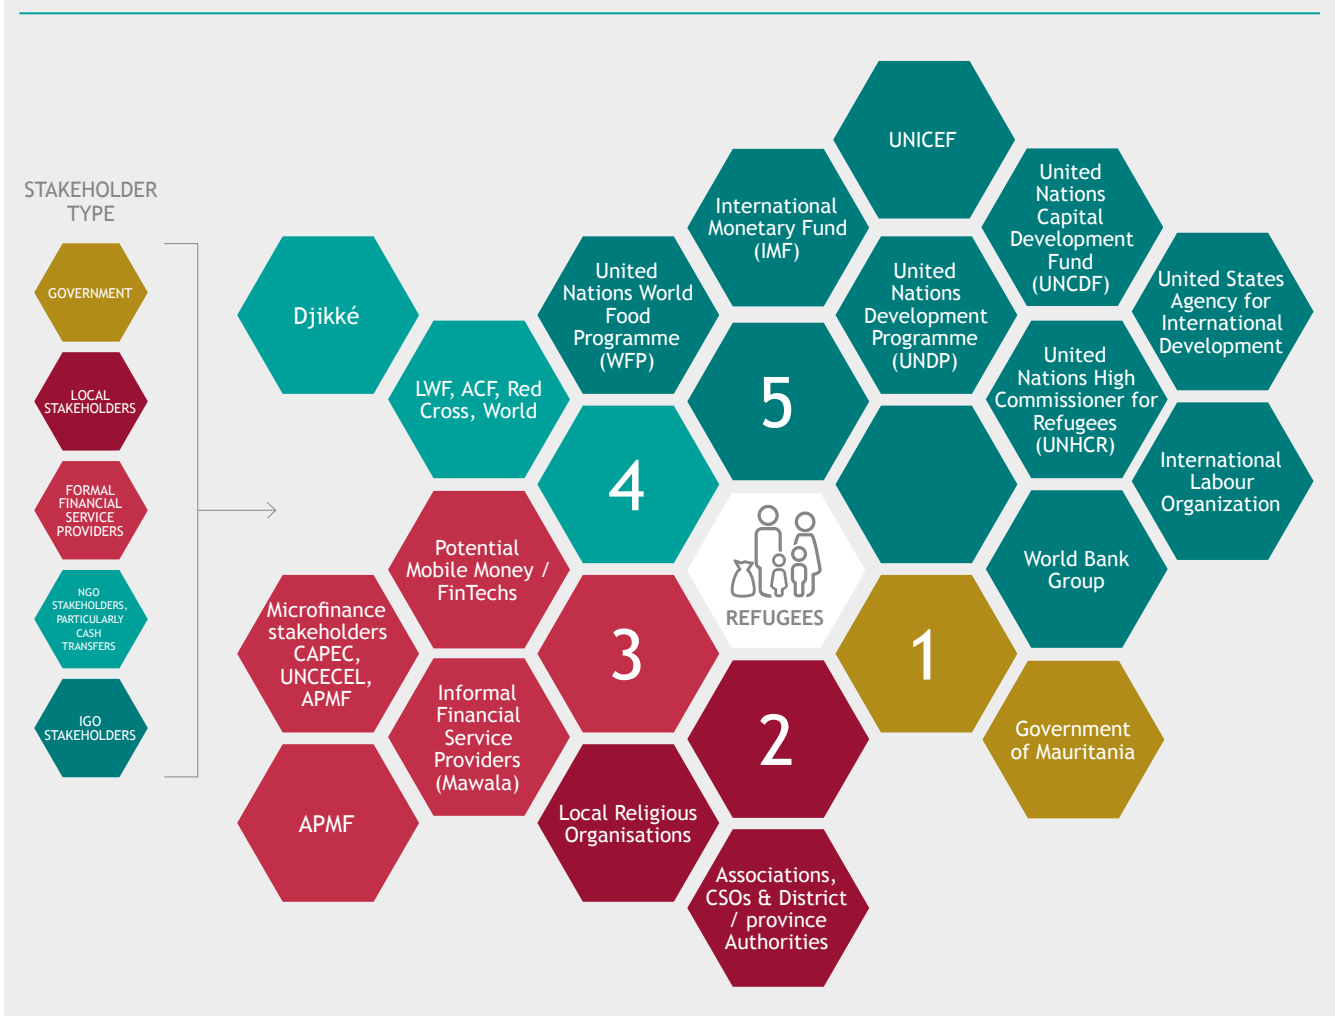 STAKEHOLDER
TYPE
GOVERNMENT
LOCAL
STAKEHOLDERS
FORMAL
FINANCIAL
SERVICE
PROVIDERS
NGO
STAKEHOLDERS,
PARTICULARLY
CASH
TRANSFERS
IGO
STAKEHOLDERS
Djikké
LWF, ACF, Red
Cross, World
4
United
Nations World
Food
Programme
(WFP)
International
Monetary Fund
(IMF)
UNICEF
United
Nations
Capital
Development
Fund
(UNCDF)
United
Nations
Development
Programme
(UNDP)
United States
Agency for
International
Development
United
Nations High
Commissioner for
Refugees
(UNHCR)
International
Labour
Organization
World Bank
Group
5
REFUGEES
Potential
Mobile Money /
FinTechs
Microfinance
stakeholders
CAPEC,
UNCECEL,
APMF
Informal
Financial
Service
Providers
(Mawala)
APMF
3
2
1
Government
of Mauritania
Local Religious
Organisations
Associations,
CSOs & District
/ province
Authorities